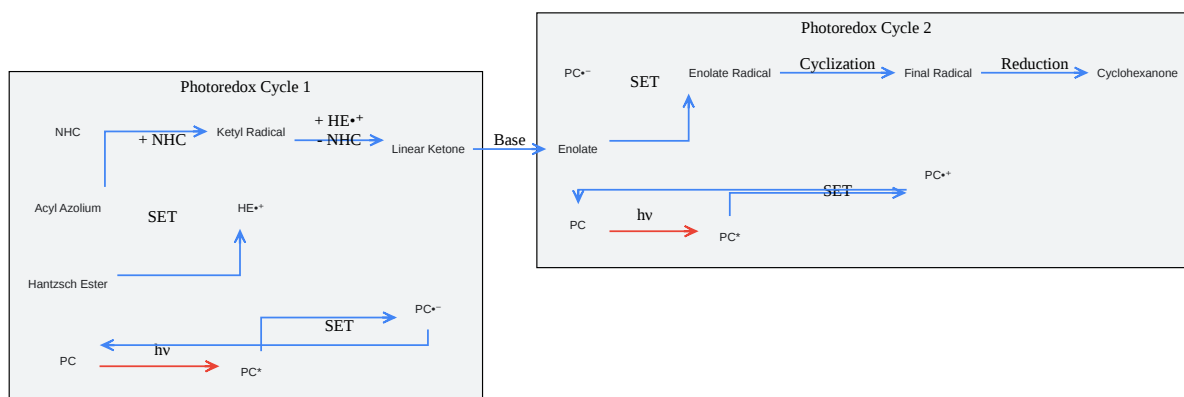 Photoredox Cycle 1
NHC
+ NHC
Ketyl Radical
+ HE•⁺
- NHC
Linear Ketone
Acyl Azolium
SET
HE•⁺
Hantzsch Ester
PC•⁻
SET
PC
hν
PC*
Base
Photoredox Cycle 2
PC•⁻
SET
Enolate Radical
Cyclization
Final Radical
Reduction
Cyclohexanone
Enolate
PC•⁺
SET
PC
hν
PC*